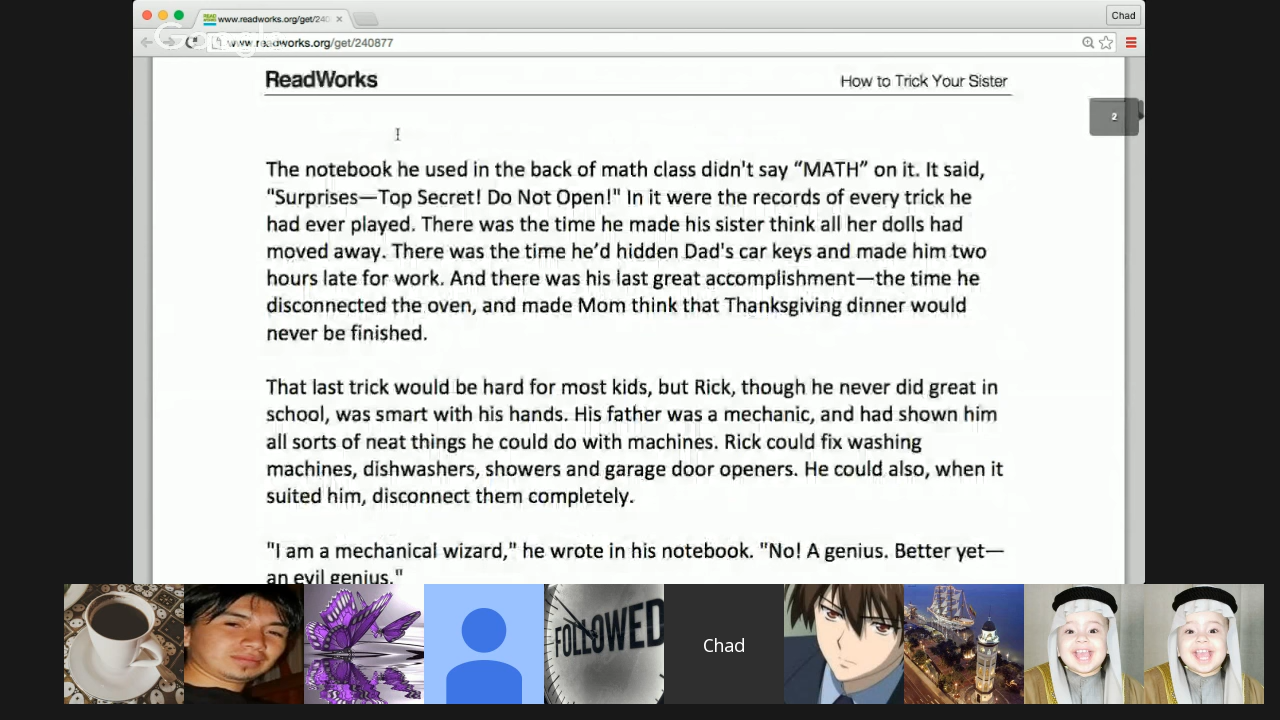 www.readworks.org/get/240
Chad
Google
www.readworks.org/get/240877
ReadWorks
How to Trick Your Sister
2
The notebook he used in the back of math class didn't say “MATH” on it. It said,
“Surprises—Top Secret! Do Not Open!" In it were the records of every trick he
had ever played. There was the time he made his sister think all her dolls had
moved away. There was the time he’d hidden Dad's car keys and made him two
hours late for work. And there was his last great accomplishment—the time he
disconnected the oven, and made Mom think that Thanksgiving dinner would
never be finished.
That last trick would be hard for most kids, but Rick, though he never did great in
school, was smart with his hands. His father was a mechanic, and had shown him
all sorts of neat things he could do with machines. Rick could fix washing
machines, dishwashers, showers and garage door openers. He could also, when it
suited him, disconnect them completely.
"I am a mechanical wizard," he wrote in his notebook. "No! A genius. Better yet—
an evil genius."
FOLLOWED
Chad